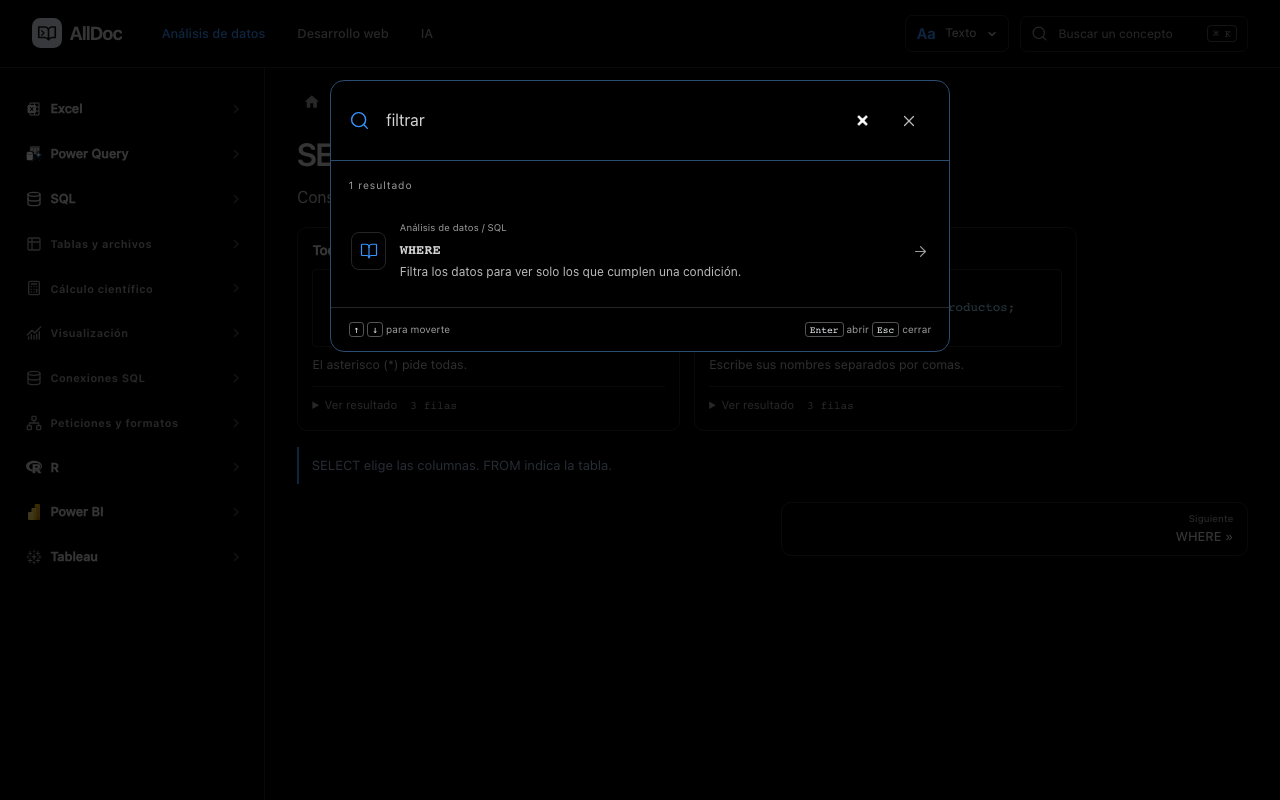 AllDoc
Análisis de datos
Desarrollo web
IA
Aa Texto
Buscar un concepto
⌘ K
Excel
Power Query
SQL
Tablas y archivos
Cálculo científico
Visualización
Conexiones SQL
Peticiones y formatos
R
Power BI
Tableau
filtrar
1 resultado
Análisis de datos / SQL
WHERE
Filtra los datos para ver solo los que cumplen una condición.
↑ ↓ para moverte
Enter abrir Esc cerrar
El asterisco (*) pide todas.
Ver resultado 3 filas
Escribe sus nombres separados por comas.
Ver resultado 3 filas
SELECT elige las columnas. FROM indica la tabla.
Siguiente
WHERE »